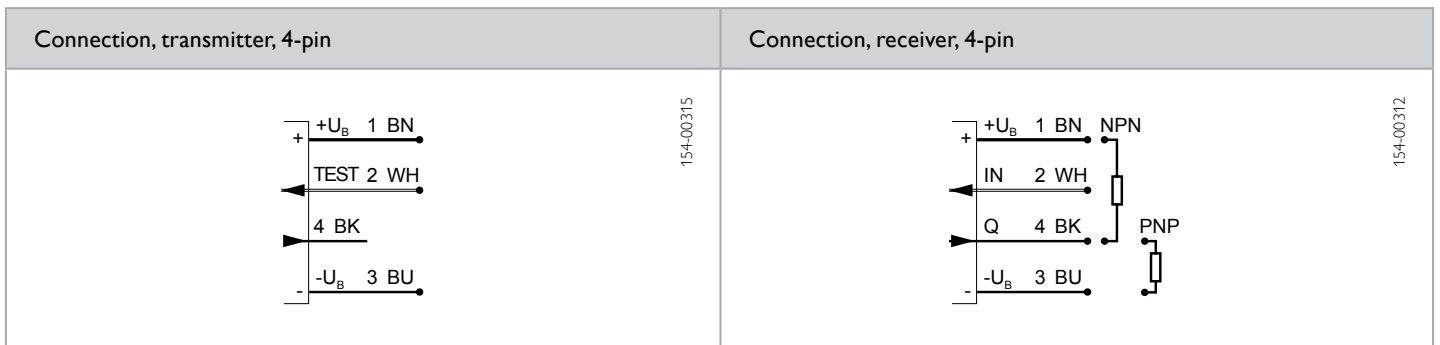 Connection, transmitter, 4-pin
+U_B 1 BN
+
TEST 2 WH
4 BK
-U_B 3 BU
-
154-00315
Connection, receiver, 4-pin
+U_B 1 BN NPN
+
IN 2 WH
Q 4 BK PNP
-U_B 3 BU
-
154-00312